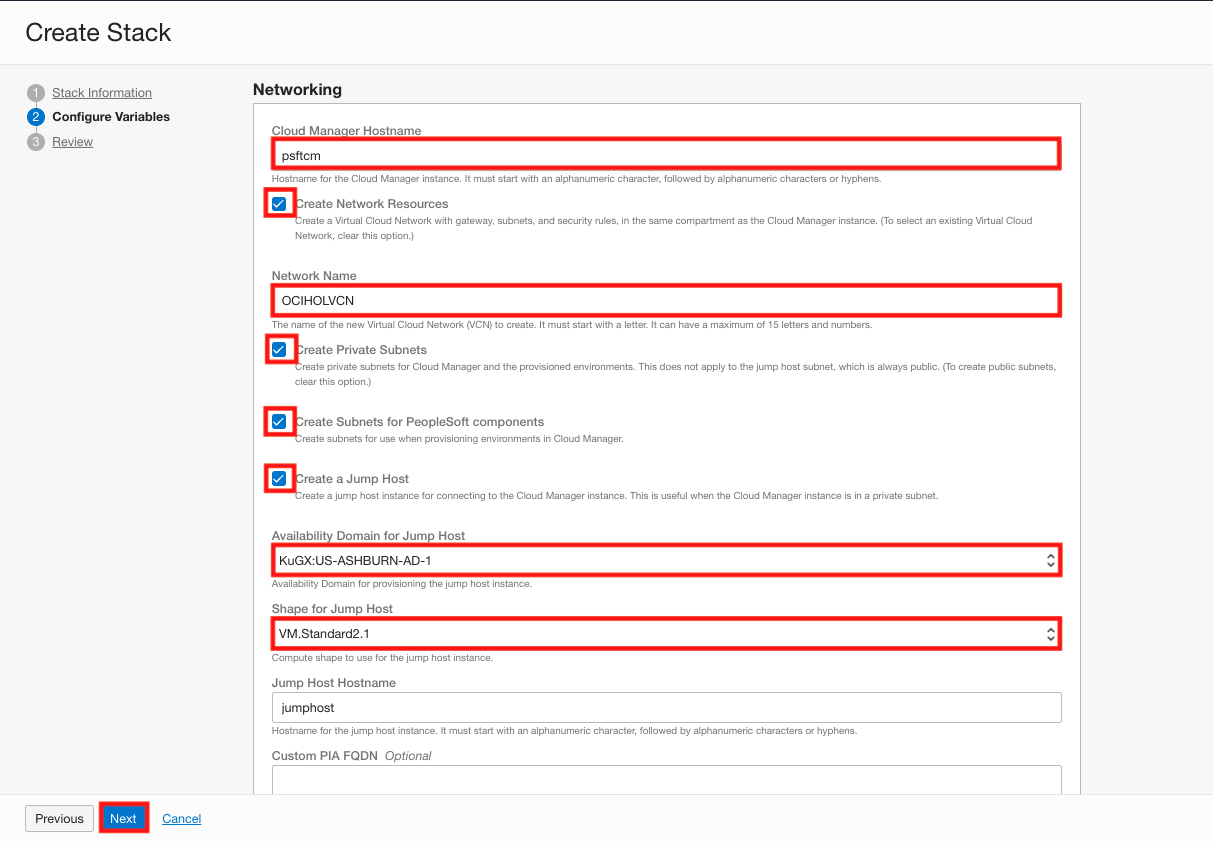 Create Stack
1 Stack Information
2 Configure Variables
3 Review
Networking
Cloud Manager Hostname
psftcm
Hostname for the Cloud Manager instance. It must start with an alphanumeric character, followed by alphanumeric characters or hyphens.
Create Network Resources
Create a Virtual Cloud Network with gateway, subnets, and security rules, in the same compartment as the Cloud Manager instance. (To select an existing Virtual Cloud
Network, clear this option.)
Network Name
OCIHOLVCN
The name of the new Virtual Cloud Network (VCN) to create. It must start with a letter. It can have a maximum of 15 letters and numbers.
Create Private Subnets
Create private subnets for Cloud Manager and the provisioned environments. This does not apply to the jump host subnet, which is always public. (To create public subnets,
clear this option.)
Create Subnets for PeopleSoft components
Create subnets for use when provisioning environments in Cloud Manager.
Create a Jump Host
Create a jump host instance for connecting to the Cloud Manager instance. This is useful when the Cloud Manager instance is in a private subnet.
Availability Domain for Jump Host
KuGX:US-ASHBURN-AD-1
Availability Domain for provisioning the jump host instance.
Shape for Jump Host
VM.Standard2.1
Compute shape to use for the jump host instance.
Jump Host Hostname
jumphost
Hostname for the jump host instance. It must start with an alphanumeric character, followed by alphanumeric characters or hyphens.
Custom PIA FQDN Optional
Previous Next Cancel